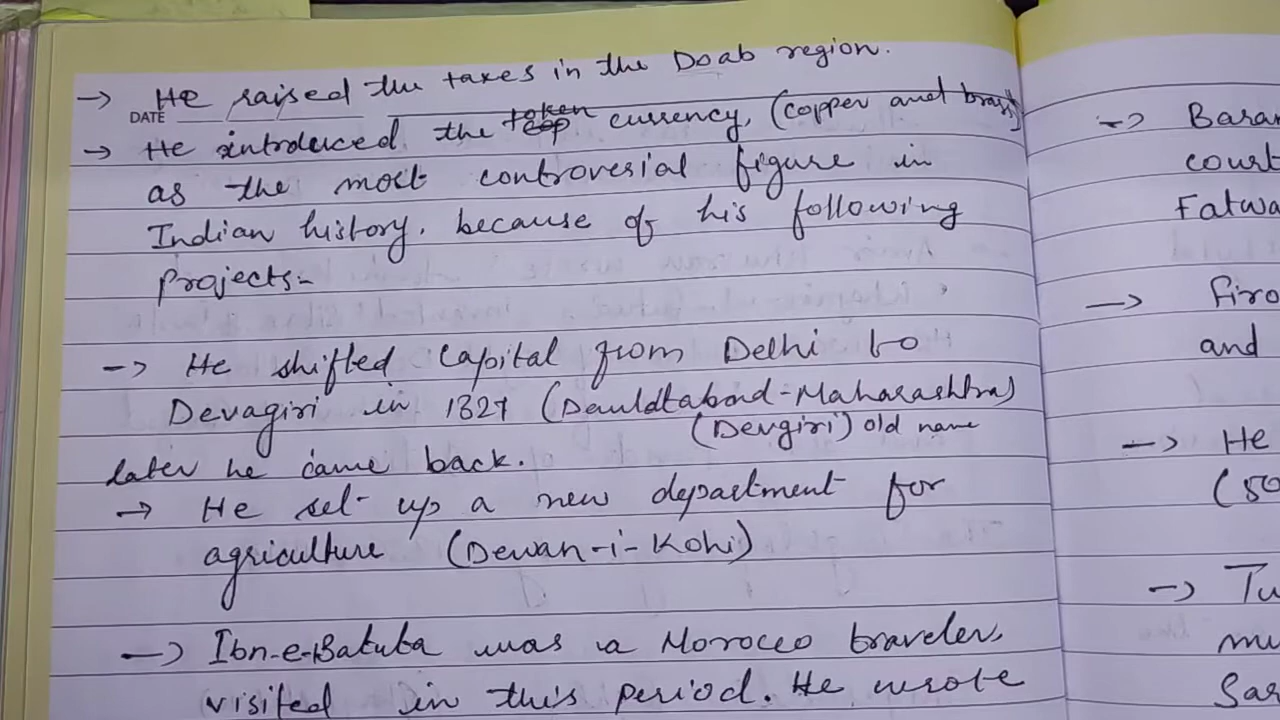 → He raised the taxes in the Doab region.
DATE
→ He introduced the token currency, (copper and brass)
as the most controvesial figure in
Indian history. because of his following
projects-
→ He shifted Capital from Delhi to
Devagiri in 1327 (Dauldtabad-Maharashtra)
(Devgiri) old name
later he came back.
→ He set up a new department for
agriculture (Dewan-i-Kohi)
→ Ibn-e-Batuta was a Morocco traveler,
visited in this period. He wrote
→ Baran
court
Fatwa
→ Firo
and
→ He
(50
→ Tu
mu
Sar